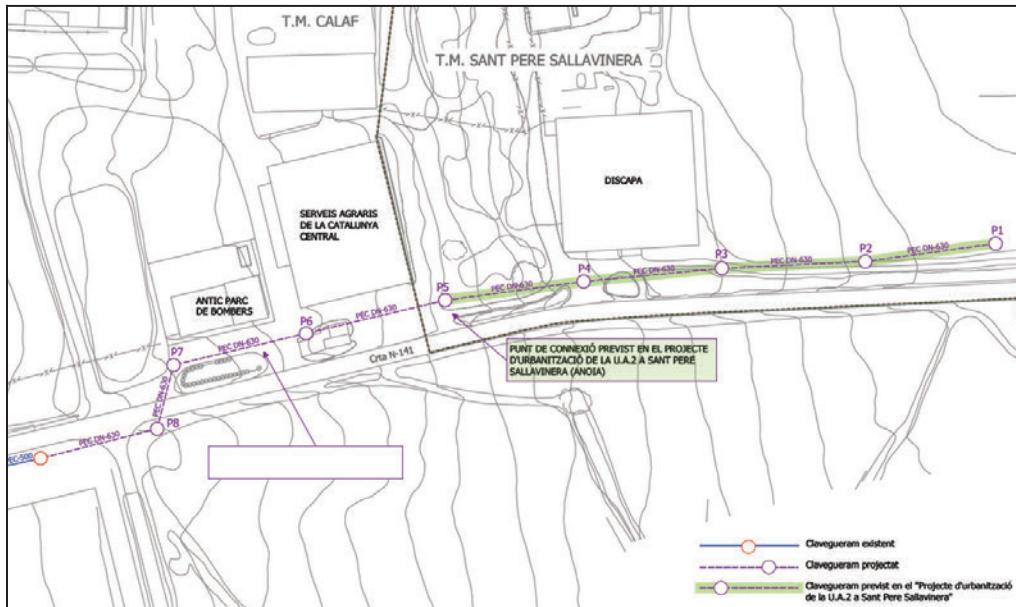 T.M. CALAF
T.M. SANT PERE SALLAVINERA
DISCAPA
SERVEIS AGRARIS
DE LA CATALUNYA
CENTRAL
ANTIC PARC
DE BOMBERS
P1
P2
P3
P4
P5
P6
P7
P8
PEC DN-630
PEC DN-630
PEC DN-630
PEC DN-630
PEC DN-630
PEC DN-630
PEC DN-630
PEC DN-630
PEC-500
Crta N-141
PUNT DE CONNEXIÓ PREVIST EN EL PROJECTE
D'URBANITZACIÓ DE LA U.A.2 A SANT PERE
SALLAVINERA (ANOIA)
Clavegueram existent
Clavegueram projectat
Clavegueram previst en el "Projecte d'urbanització
de la U.A.2 a Sant Pere Sallavinera"